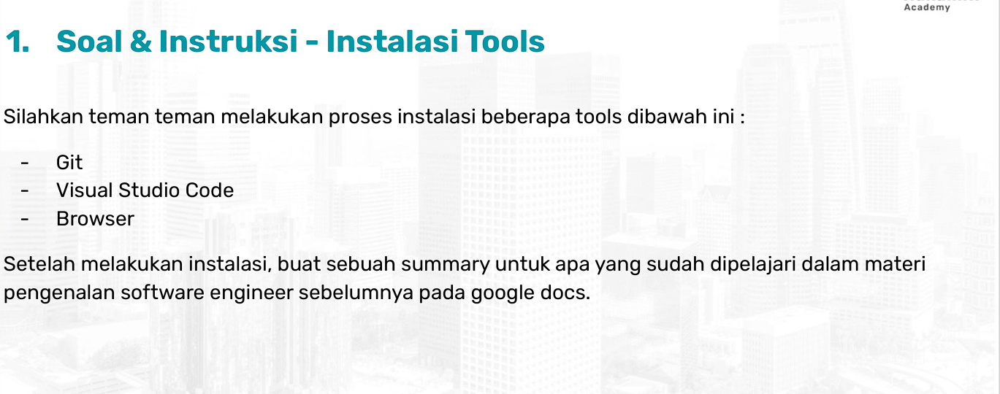 Academy
1. Soal & Instruksi - Instalasi Tools
Silahkan teman teman melakukan proses instalasi beberapa tools dibawah ini :
- Git
- Visual Studio Code
- Browser
Setelah melakukan instalasi, buat sebuah summary untuk apa yang sudah dipelajari dalam materi
pengenalan software engineer sebelumnya pada google docs.